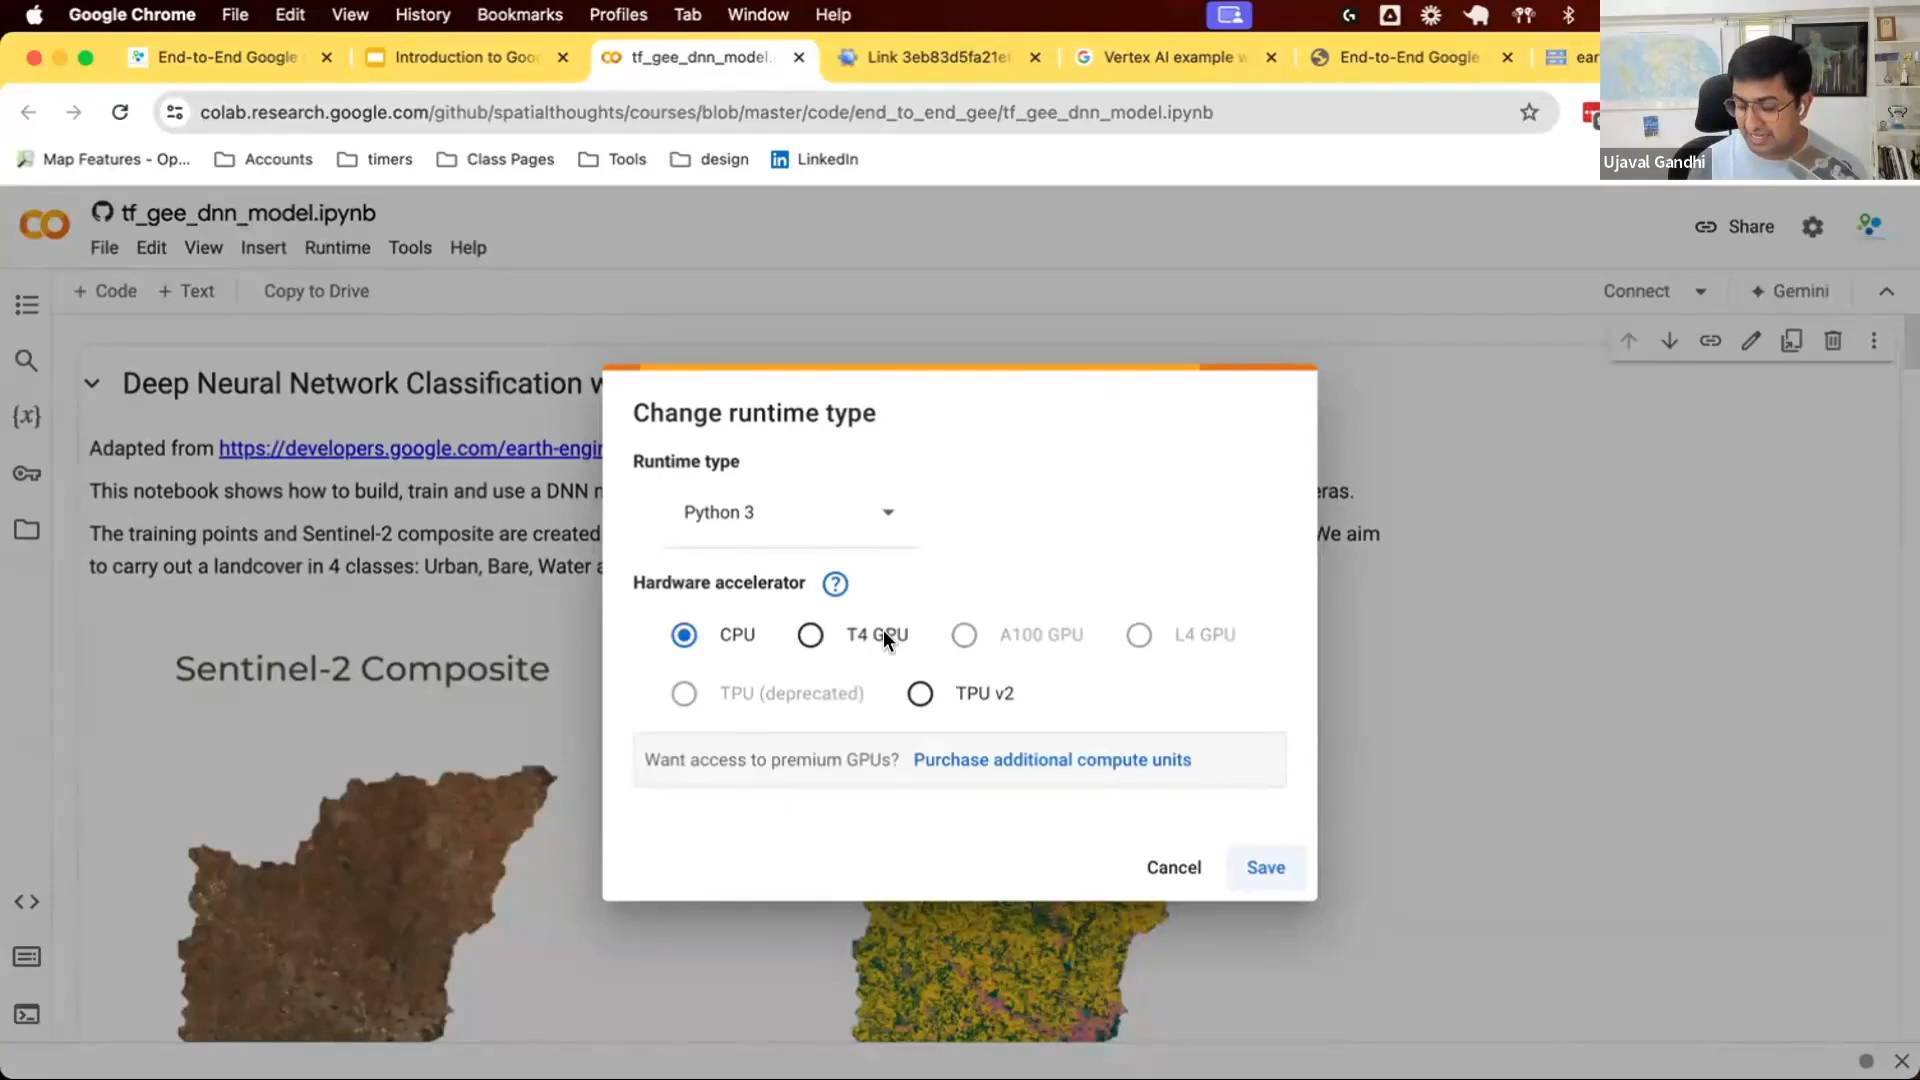 Google Chrome File Edit View History Bookmarks Profiles Tab Window Help
End-to-End Google
Introduction to Goo
tf_gee_dnn_model.
Link 3eb83d5fa21e
Vertex AI example w
End-to-End Google
ear
colab.research.google.com/github/spatialthoughts/courses/blob/master/code/end_to_end_gee/tf_gee_dnn_model.ipynb
Map Features - Op... Accounts timers Class Pages Tools design LinkedIn
Ujaval Gandhi
tf_gee_dnn_model.ipynb
File Edit View Insert Runtime Tools Help
Share
+ Code + Text Copy to Drive
Connect Gemini
Deep Neural Network Classification w
Adapted from https://developers.google.com/earth-engin
This notebook shows how to build, train and use a DNN m
eras.
The training points and Sentinel-2 composite are created
We aim
to carry out a landcover in 4 classes: Urban, Bare, Water a
Sentinel-2 Composite
Change runtime type
Runtime type
Python 3
Hardware accelerator ?
CPU T4 GPU A100 GPU L4 GPU
TPU (deprecated) TPU v2
Want access to premium GPUs? Purchase additional compute units
Cancel Save